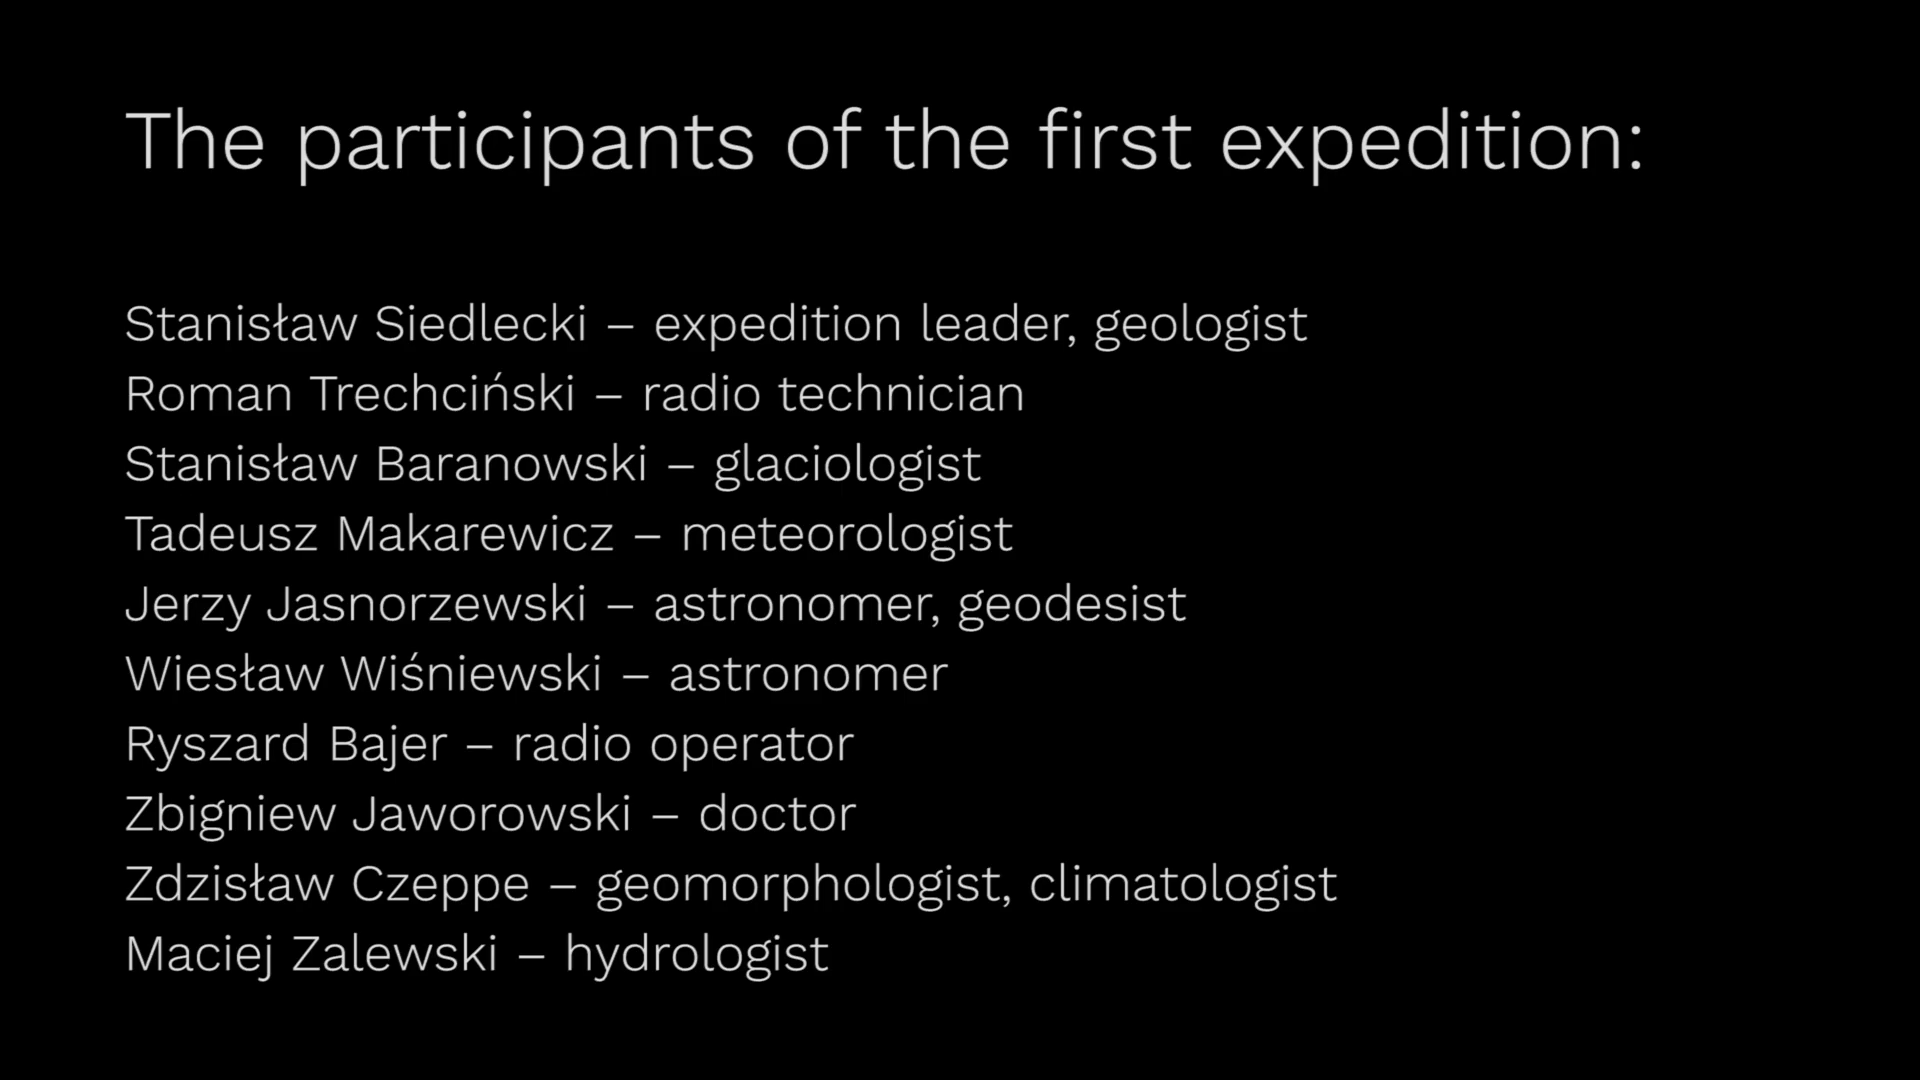 The participants of the first expedition:
Stanisław Siedlecki – expedition leader, geologist
Roman Trechciński – radio technician
Stanisław Baranowski – glaciologist
Tadeusz Makarewicz – meteorologist
Jerzy Jasnorzewski – astronomer, geodesist
Wiesław Wiśniewski – astronomer
Ryszard Bajer – radio operator
Zbigniew Jaworowski – doctor
Zdzisław Czeppe – geomorphologist, climatologist
Maciej Zalewski – hydrologist